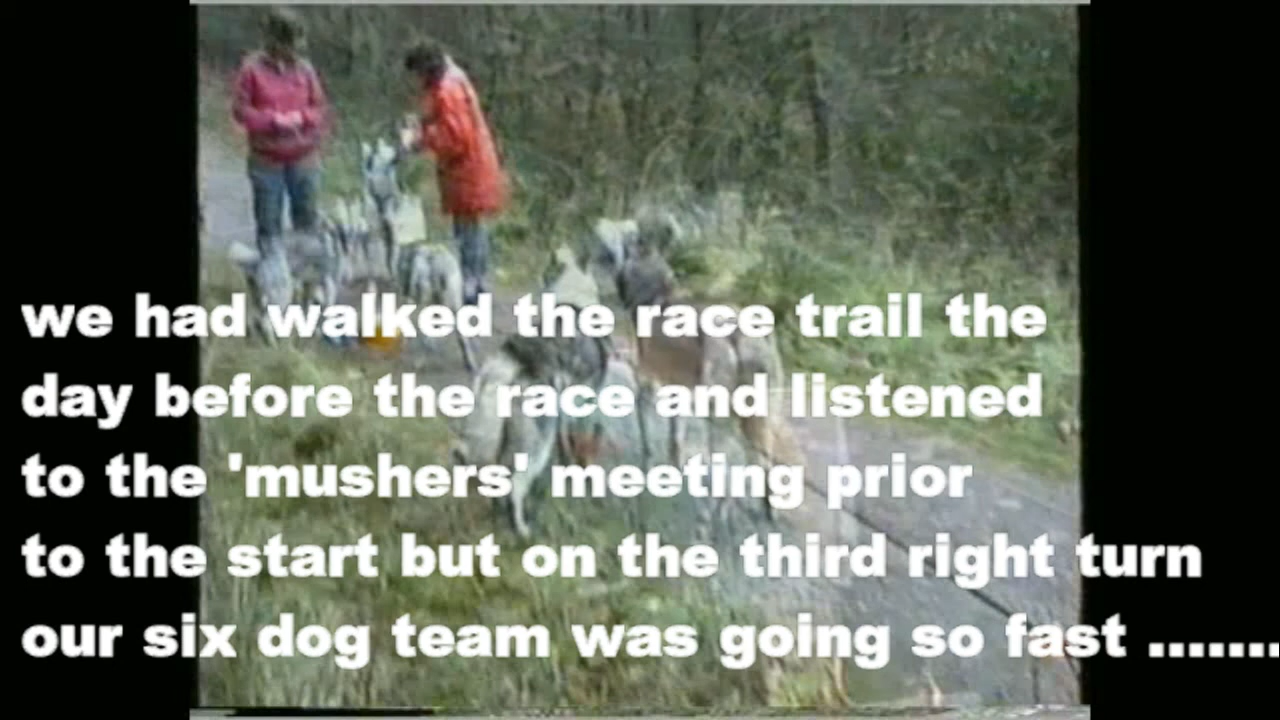 we had walked the race trail the
day before the race and listened
to the 'mushers' meeting prior
to the start but on the third right turn
our six dog team was going so fast .......